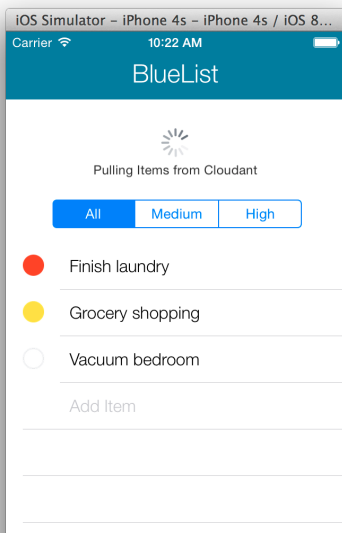 iOS Simulator - iPhone 4s - iPhone 4s / iOS 8...
Carrier 10:22 AM
BlueList
Pulling Items from Cloudant
All Medium High
Finish laundry
Grocery shopping
Vacuum bedroom
Add Item